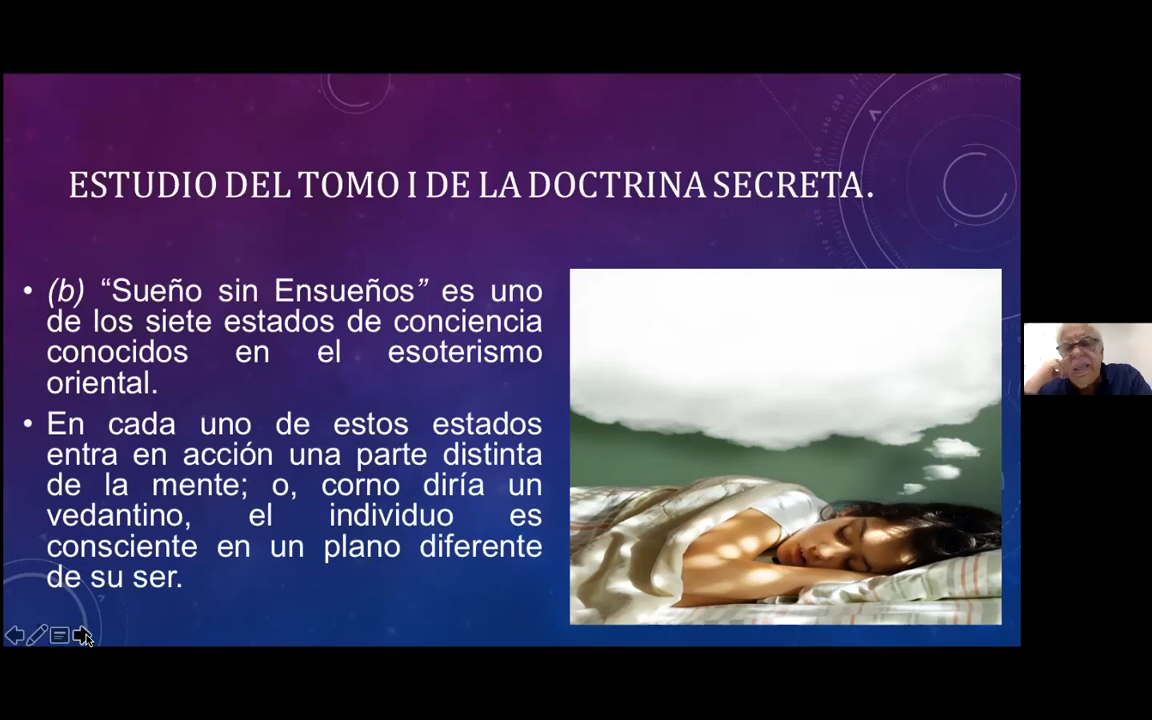 ESTUDIO DEL TOMO I DE LA DOCTRINA SECRETA.
• (b) “Sueño sin Ensueños” es uno
de los siete estados de conciencia
conocidos en el esoterismo
oriental.
• En cada uno de estos estados
entra en acción una parte distinta
de la mente; o, corno diría un
vedantino, el individuo es
consciente en un plano diferente
de su ser.